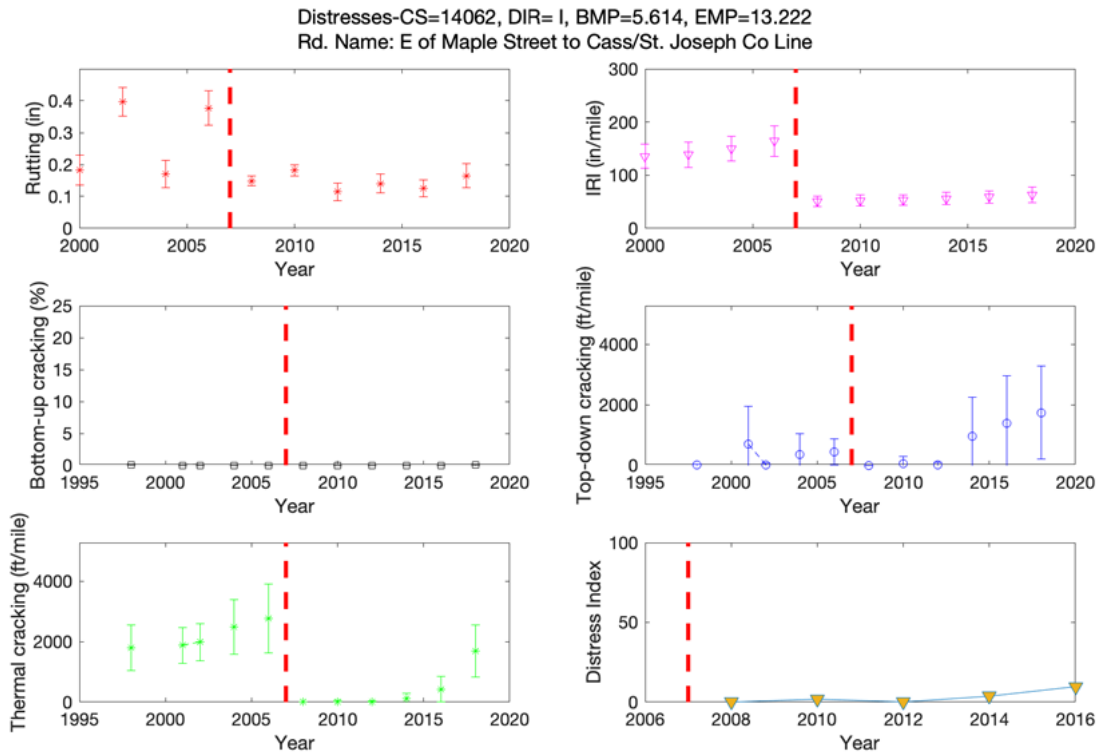 Distresses-CS=14062, DIR= I, BMP=5.614, EMP=13.222
Rd. Name: E of Maple Street to Cass/St. Joseph Co Line
Rutting (in)
0.4
0.3
0.2
0.1
0
2000 2005 2010 2015 2020
Year
IRI (in/mile)
300
200
100
0
2000 2005 2010 2015 2020
Year
Bottom-up cracking (%)
25
20
15
10
5
0
1995 2000 2005 2010 2015 2020
Year
Top-down cracking (ft/mile)
4000
2000
0
1995 2000 2005 2010 2015 2020
Year
Thermal cracking (ft/mile)
4000
2000
0
1995 2000 2005 2010 2015 2020
Year
Distress Index
100
50
0
2006 2008 2010 2012 2014 2016
Year